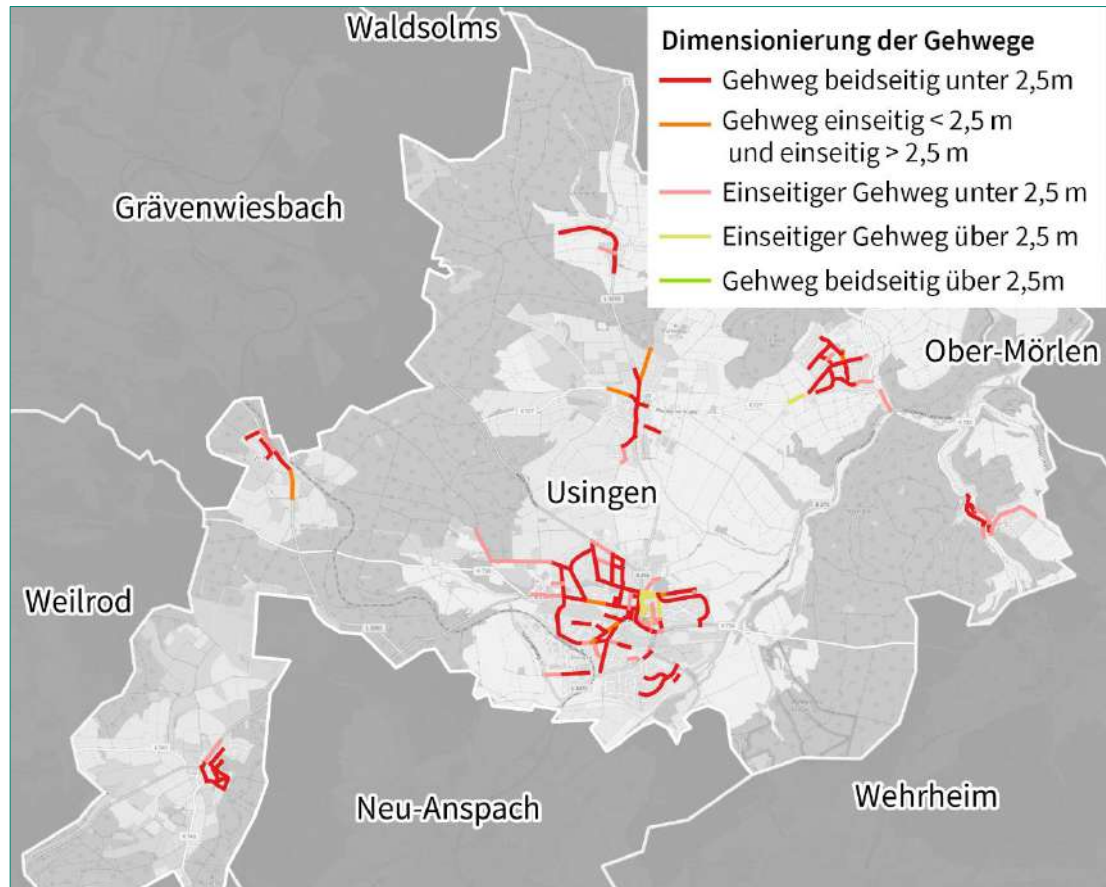 Waldsolms
Dimensionierung der Gehwege
Gehweg beidseitig unter 2,5m
Gehweg einseitig < 2,5 m
und einseitig > 2,5 m
Einseitiger Gehweg unter 2,5 m
Einseitiger Gehweg über 2,5 m
Gehweg beidseitig über 2,5m
Grävenwiesbach
Ober-Mörlen
Usingen
Weilrod
Neu-Anspach
Wehrheim